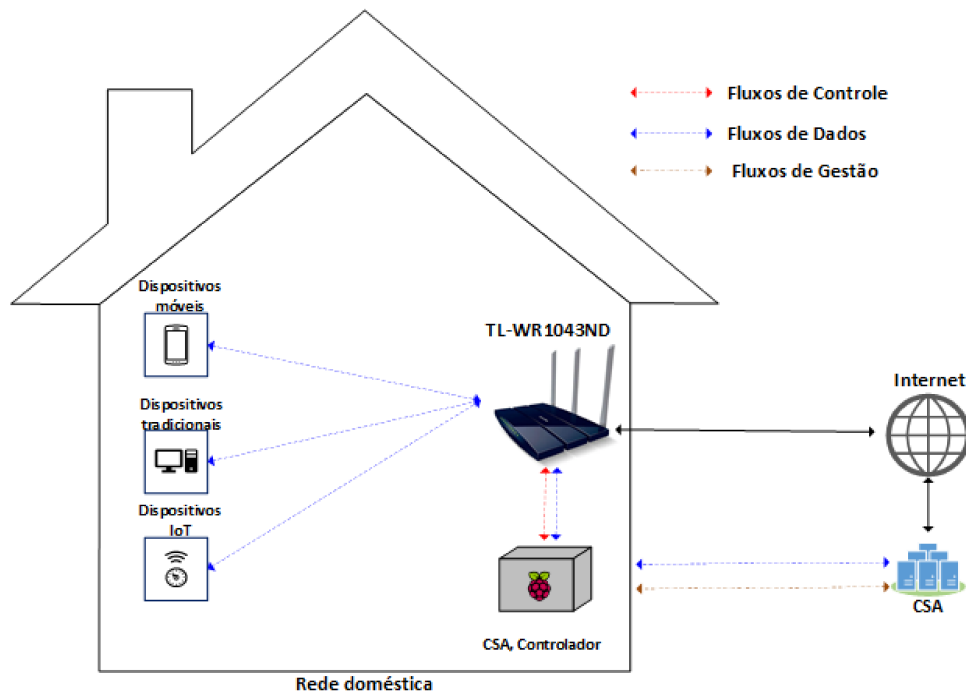 Fluxos de Controle
Fluxos de Dados
Fluxos de Gestão
Dispositivos
móveis
TL-WR1043ND
Internet
Dispositivos
tradicionais
Dispositivos
IoT
CSA, Controlador
CSA
Rede doméstica